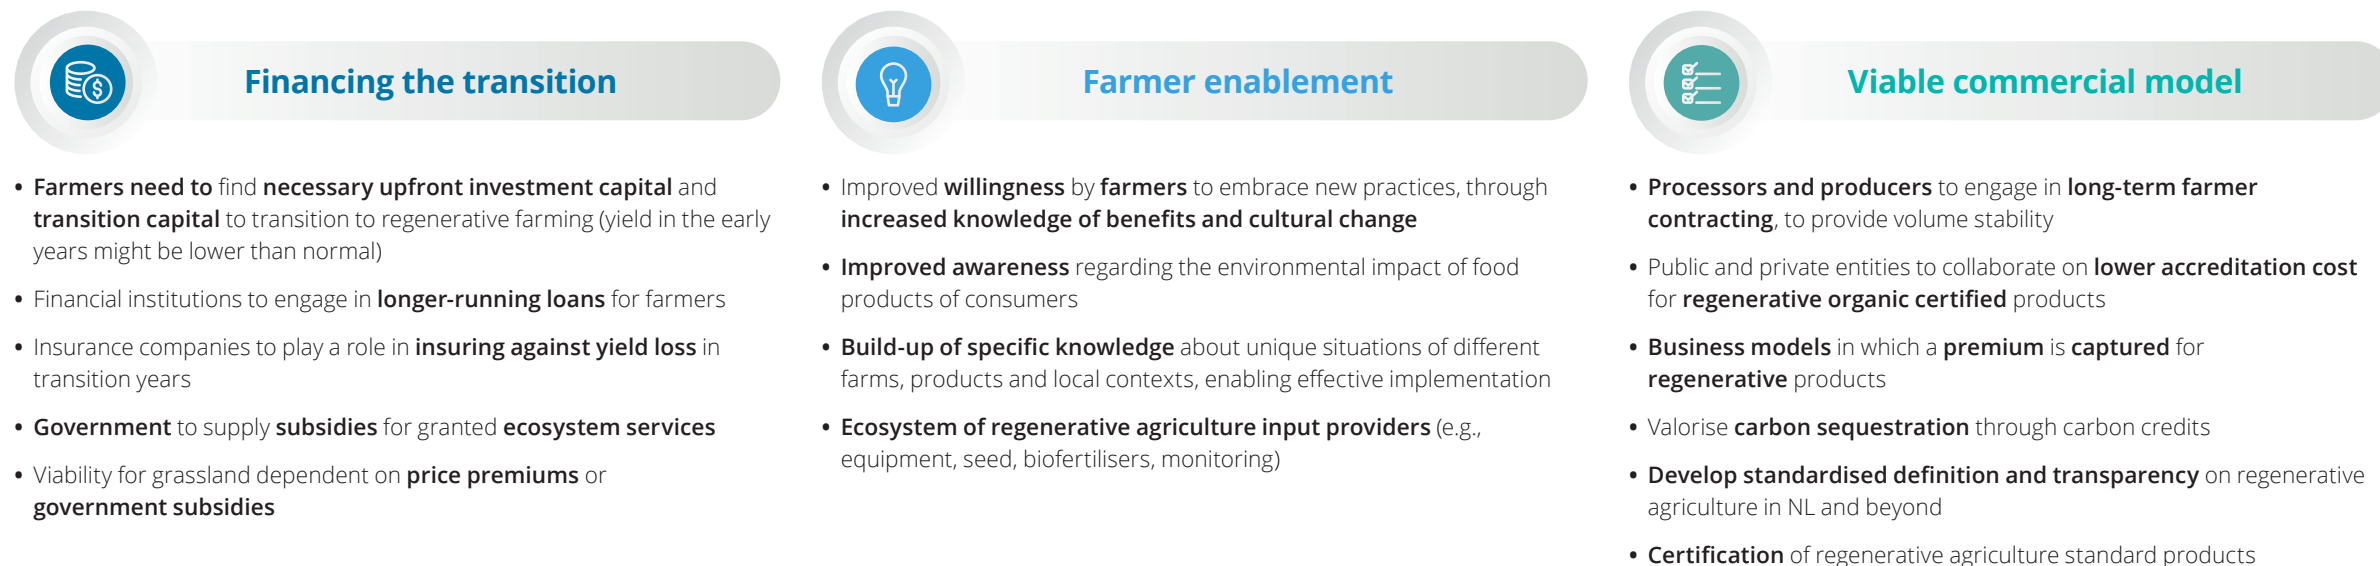 Financing the transition
• Farmers need to find necessary upfront investment capital and
transition capital to transition to regenerative farming (yield in the early
years might be lower than normal)
• Financial institutions to engage in longer-running loans for farmers
• Insurance companies to play a role in insuring against yield loss in
transition years
• Government to supply subsidies for granted ecosystem services
• Viability for grassland dependent on price premiums or
government subsidies
Farmer enablement
• Improved willingness by farmers to embrace new practices, through
increased knowledge of benefits and cultural change
• Improved awareness regarding the environmental impact of food
products of consumers
• Build-up of specific knowledge about unique situations of different
farms, products and local contexts, enabling effective implementation
• Ecosystem of regenerative agriculture input providers (e.g.,
equipment, seed, biofertilisers, monitoring)
Viable commercial model
• Processors and producers to engage in long-term farmer
contracting, to provide volume stability
• Public and private entities to collaborate on lower accreditation cost
for regenerative organic certified products
• Business models in which a premium is captured for
regenerative products
• Valorise carbon sequestration through carbon credits
• Develop standardised definition and transparency on regenerative
agriculture in NL and beyond
• Certification of regenerative agriculture standard products